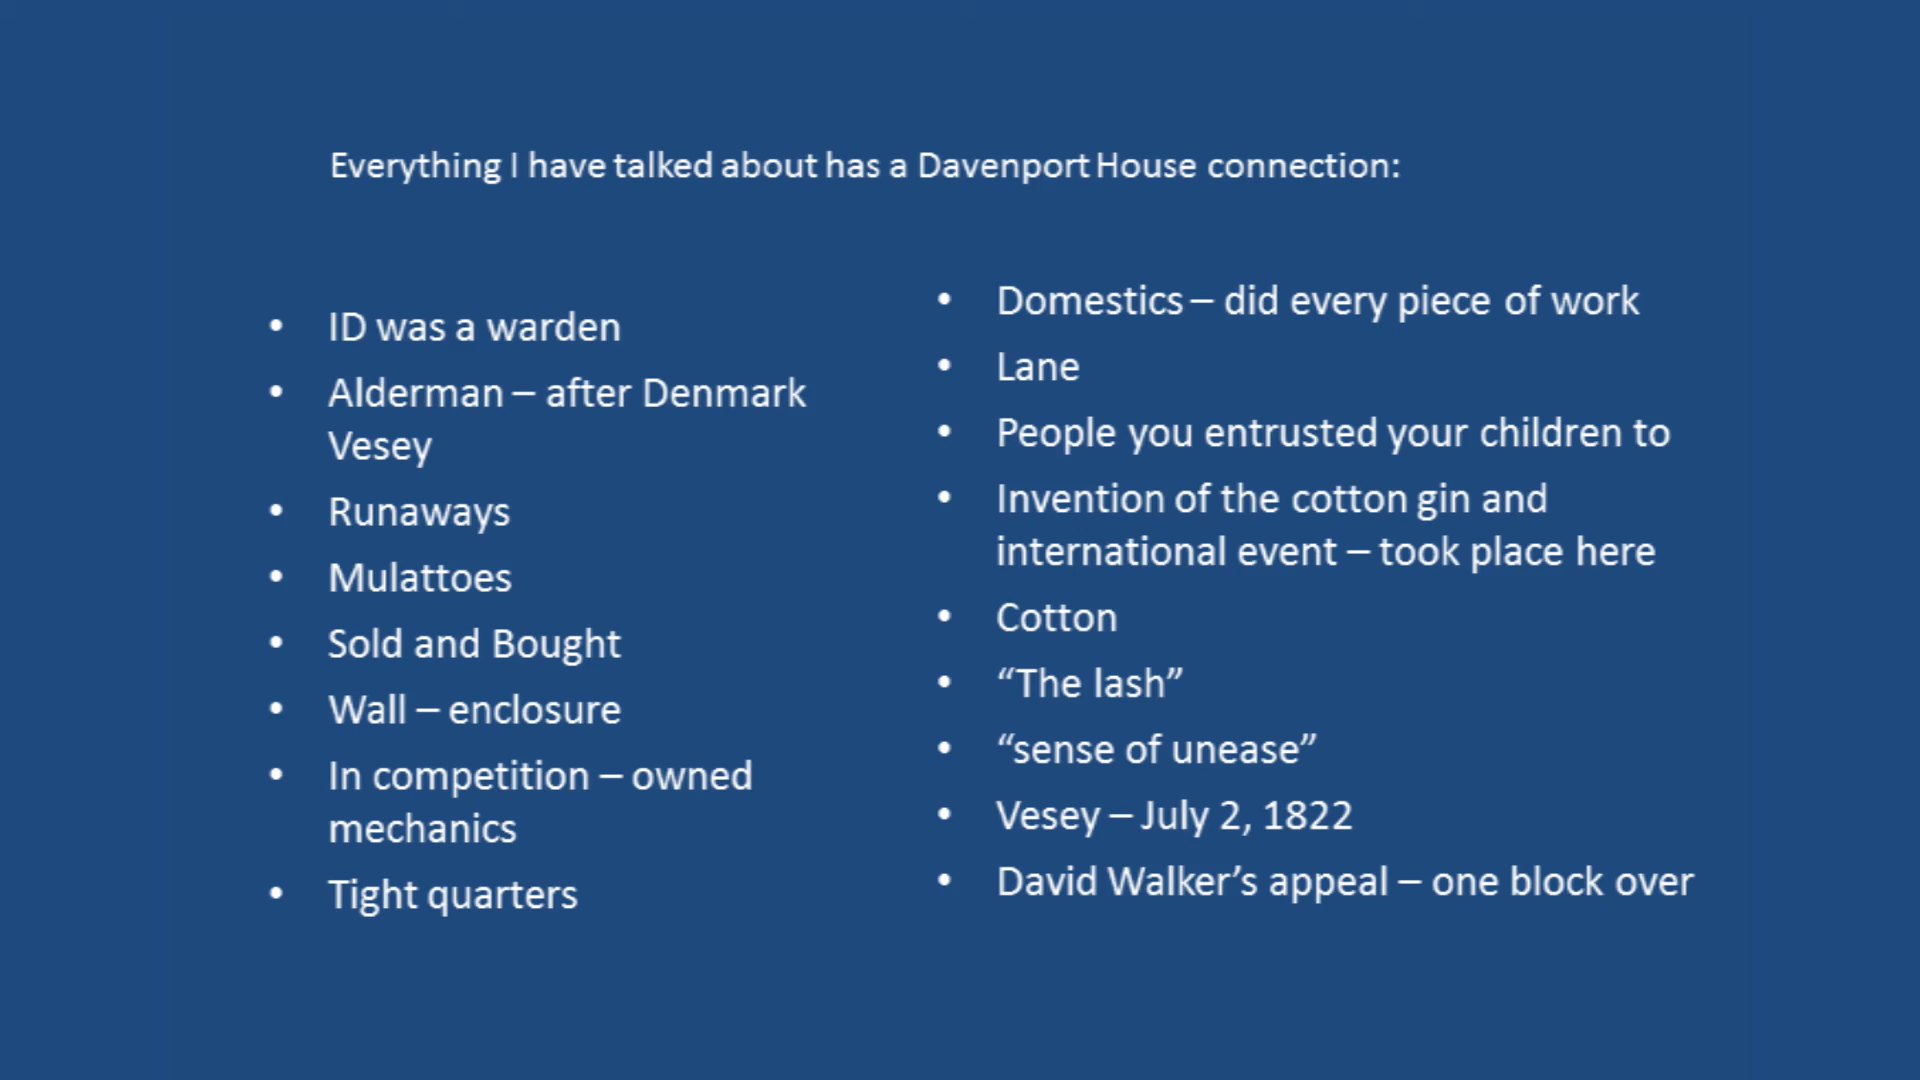 Everything I have talked about has a Davenport House connection:
• ID was a warden
• Alderman – after Denmark
Vesey
• Runaways
• Mulattoes
• Sold and Bought
• Wall – enclosure
• In competition – owned
mechanics
• Tight quarters
• Domestics – did every piece of work
• Lane
• People you entrusted your children to
• Invention of the cotton gin and
international event – took place here
• Cotton
• “The lash”
• “sense of unease”
• Vesey – July 2, 1822
• David Walker’s appeal – one block over